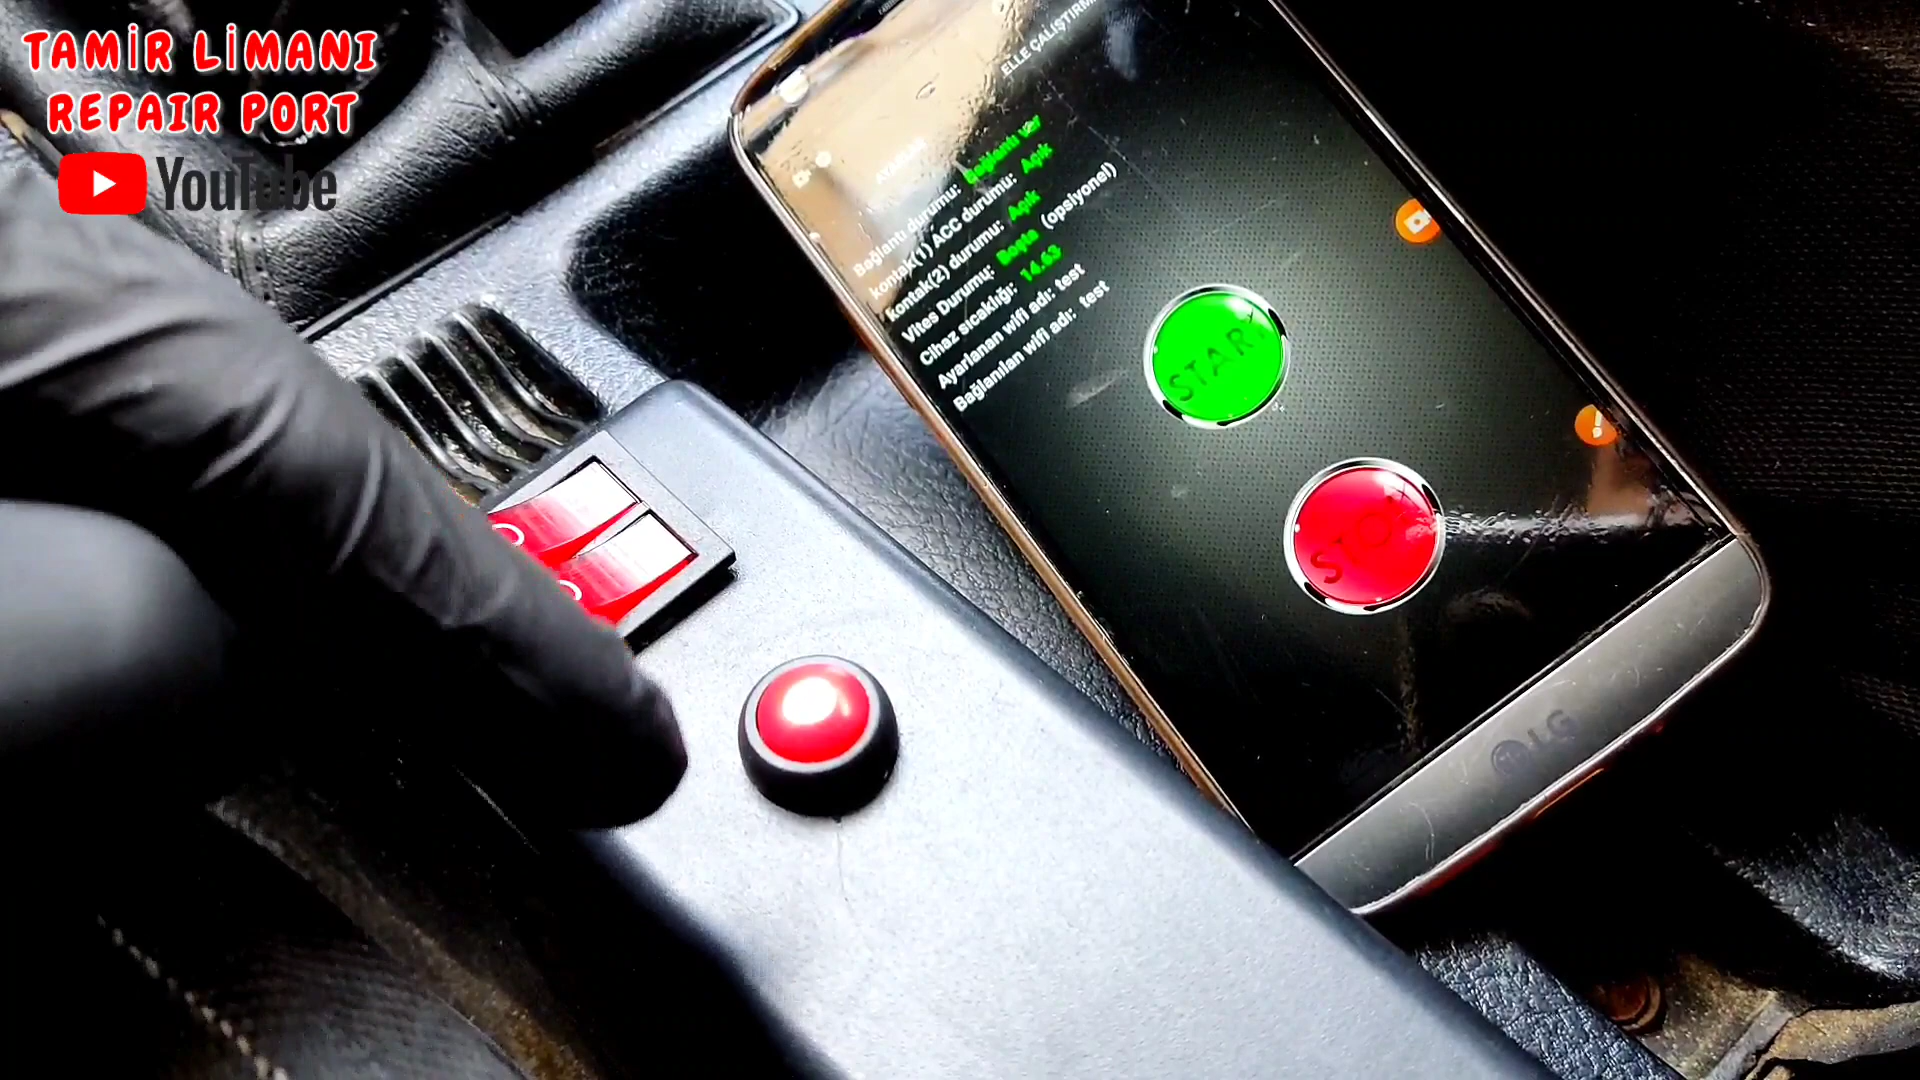 TAMİR LİMANI
REPAIR PORT
YouTube
ELLE ÇALIŞTIRM
Bağlantı durumu: Bağlantı var
kontak(1) ACC durumu: Açık
Kontak(2) durumu: Açık
Vites Durumu: Boşta (opsiyonel)
Cihaz sıcaklığı: 14.63
Ayarlanan wifi adı: test
Bağlanılan wifi adı: test
START
STOP
LG